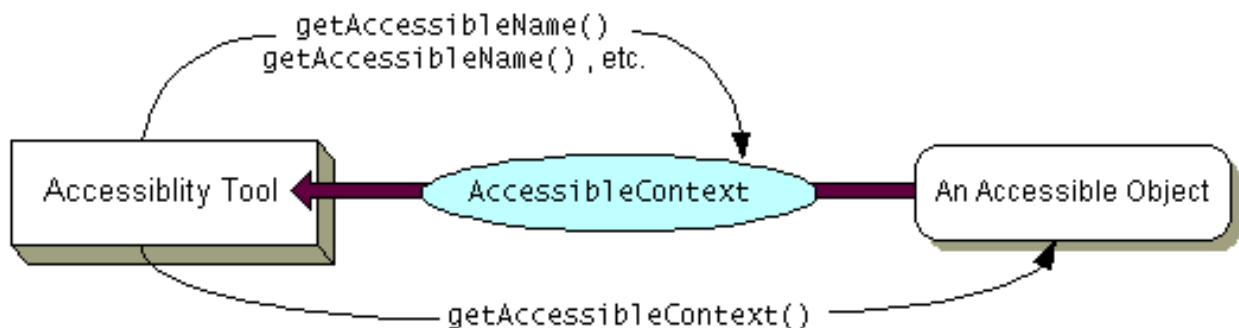 getAccessibleName()
getAccessibleName() , etc.
Accessiblity Tool
AccessibleContext
An Accessible Object
getAccessibleContext()